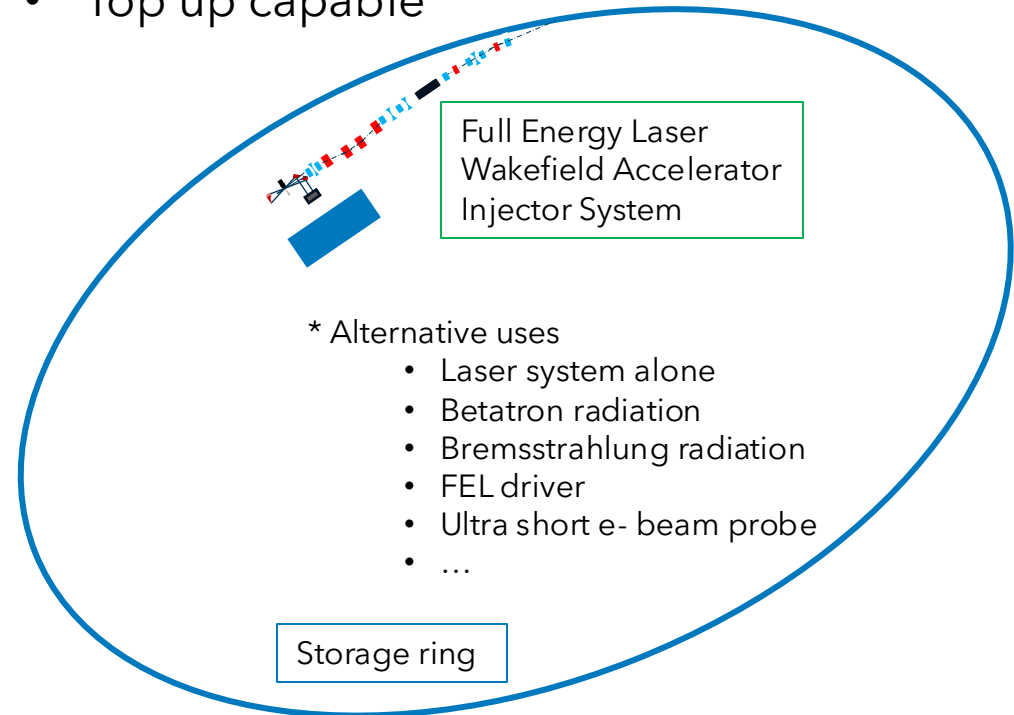 • Top up capable
Full Energy Laser
Wakefield Accelerator
Injector System
* Alternative uses
• Laser system alone
• Betatron radiation
• Bremsstrahlung radiation
• FEL driver
• Ultra short e- beam probe
• …
Storage ring